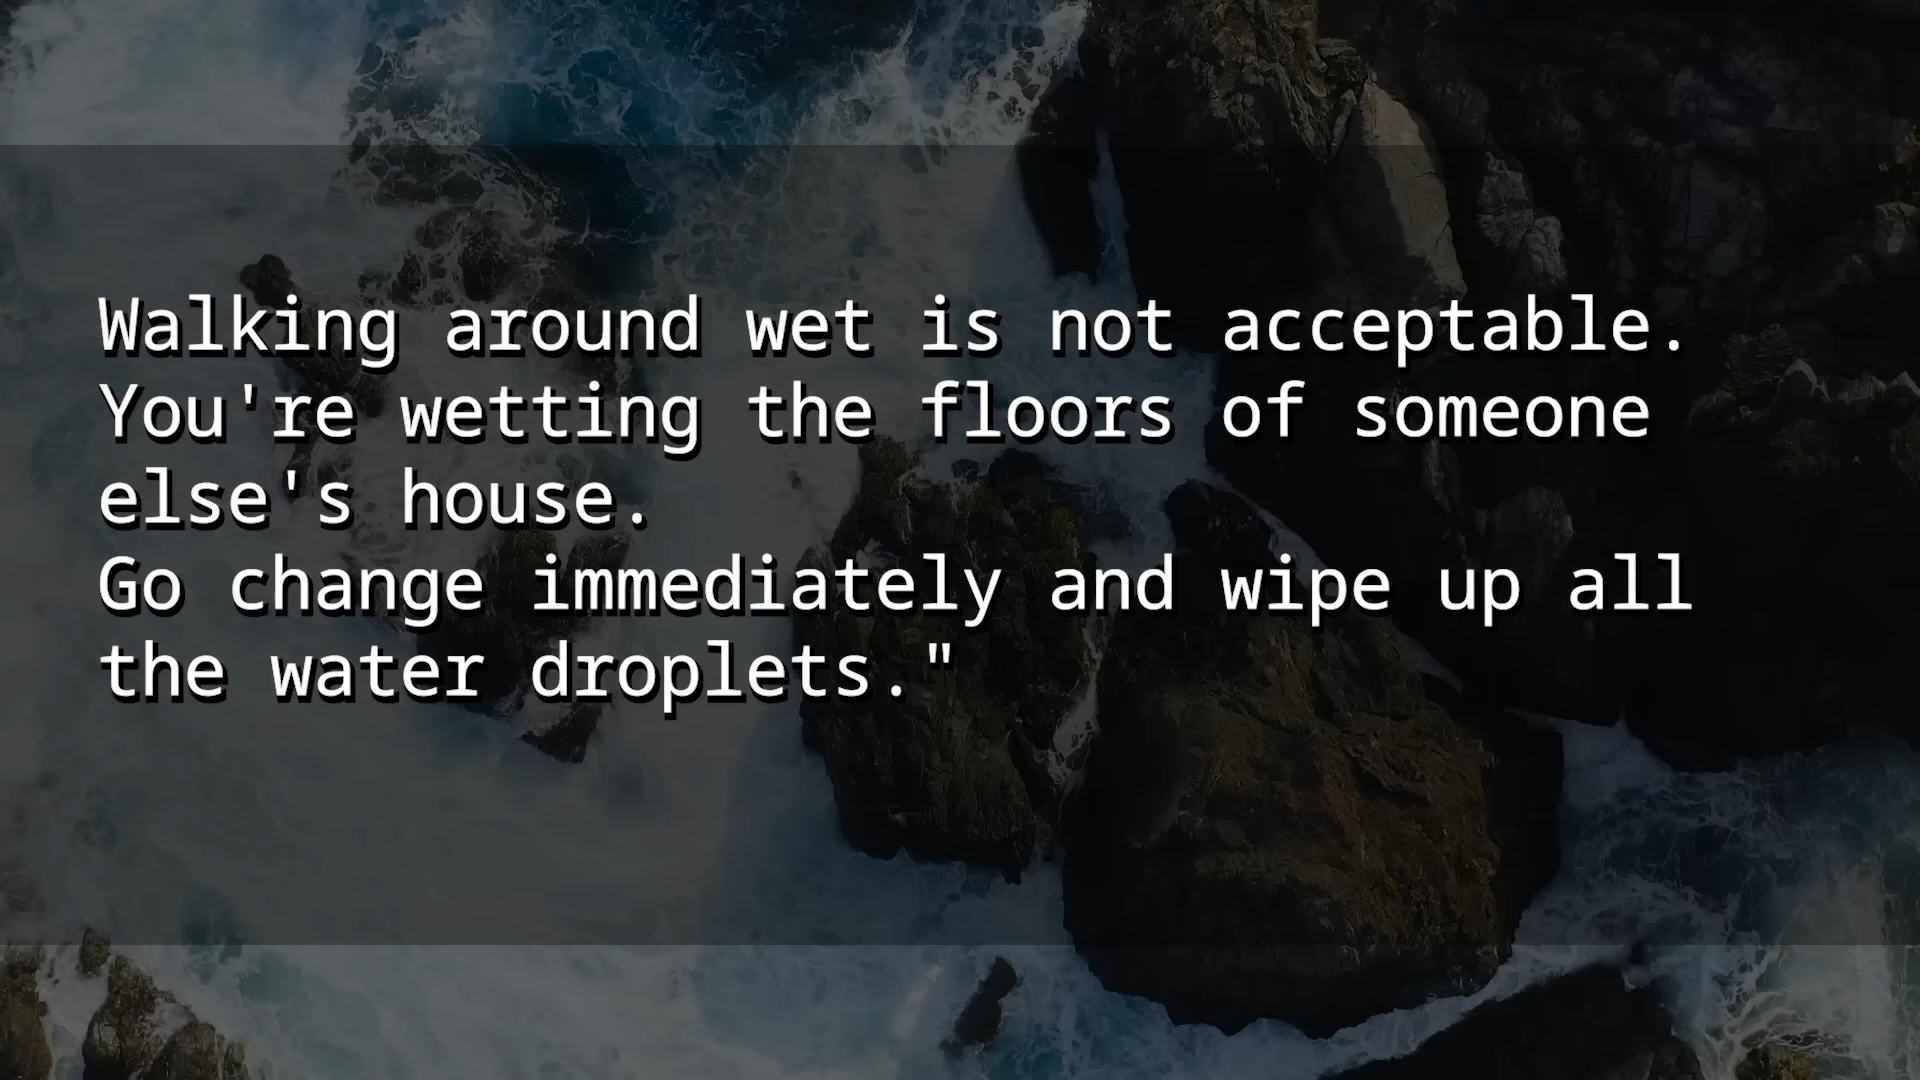 Walking around wet is not acceptable.
You're wetting the floors of someone
else's house.
Go change immediately and wipe up all
the water droplets."